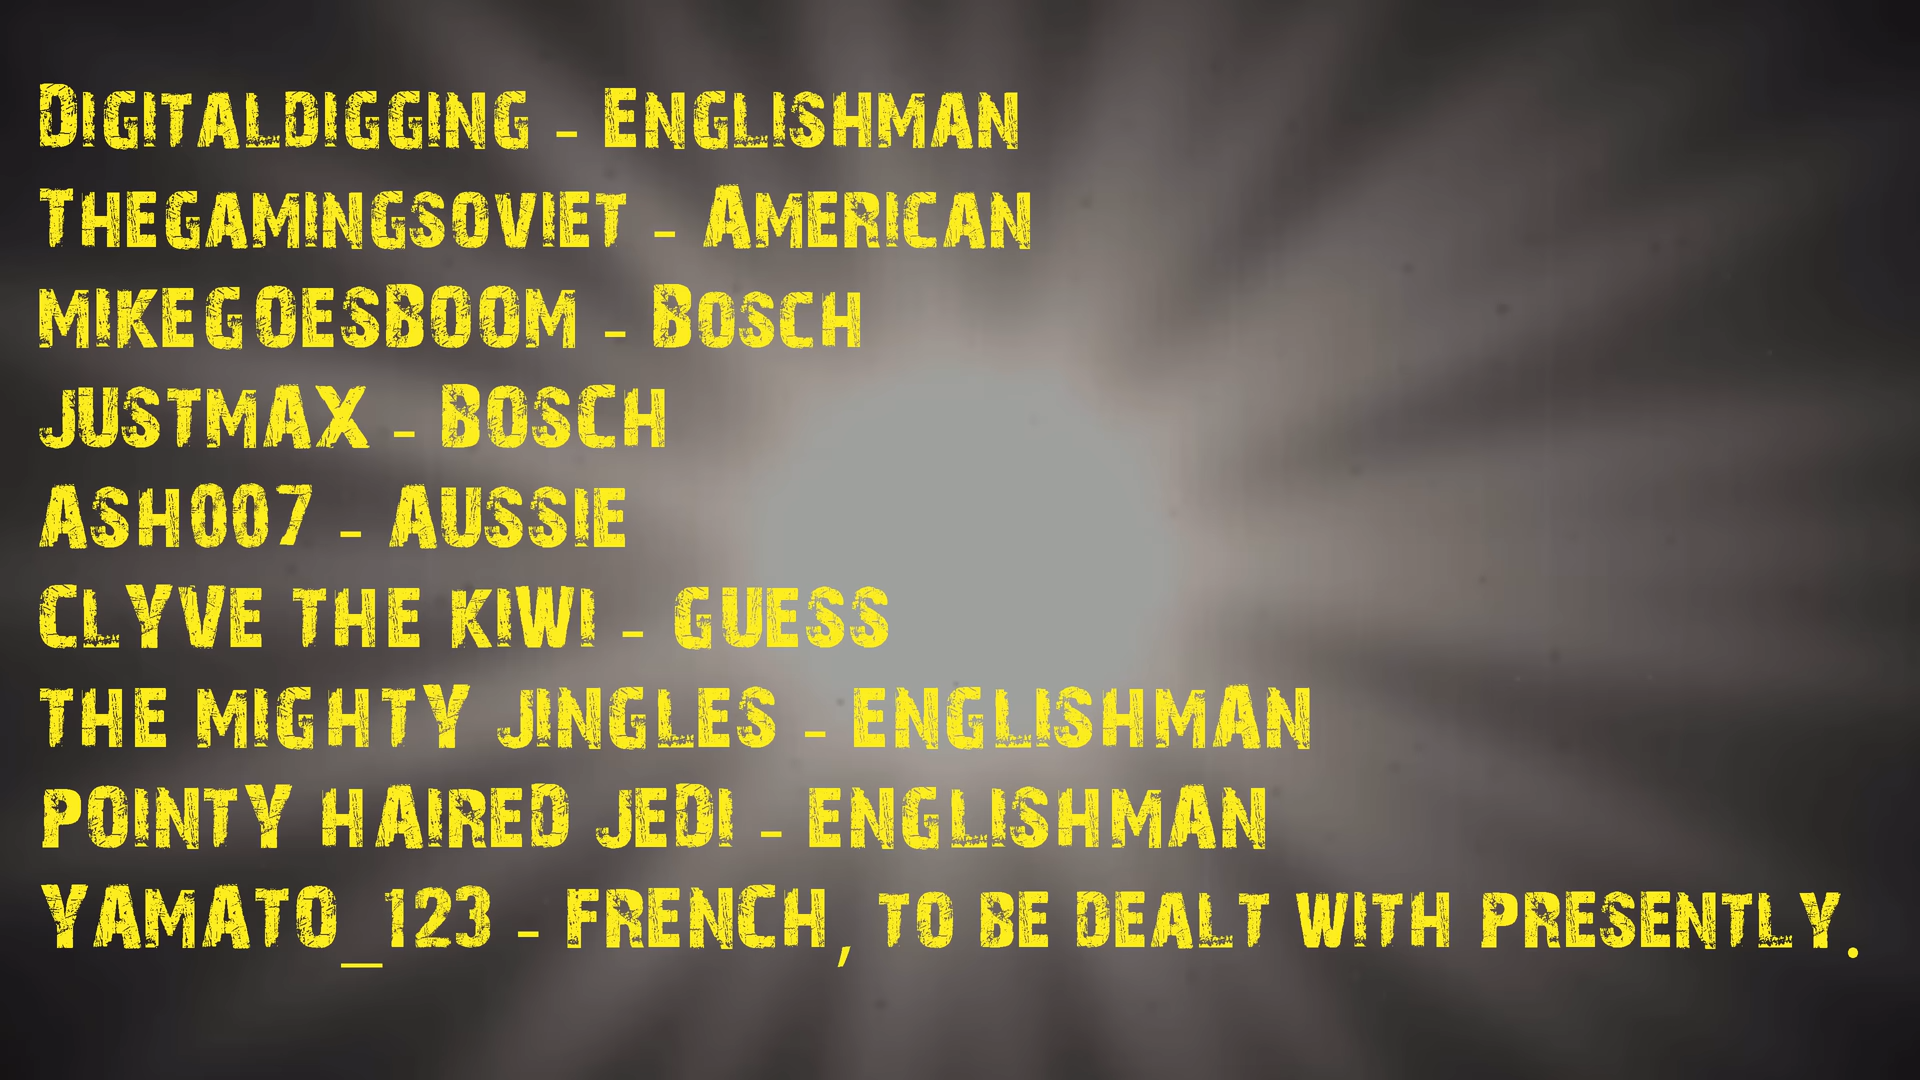 Digitaldigging - Englishman
Thegamingsoviet - American
MIKEGOESBOOM - Bosch
JUSTMAX - BOSCH
Ash007 - AUSSIE
CLYVE THE KIWI - GUESS
THE MIGHTY JINGLES - ENGLISHMAN
POINTY HAIRED JEDI - ENGLISHMAN
YAMATO_123 - FRENCH, TO BE DEALT WITH PRESENTLY.